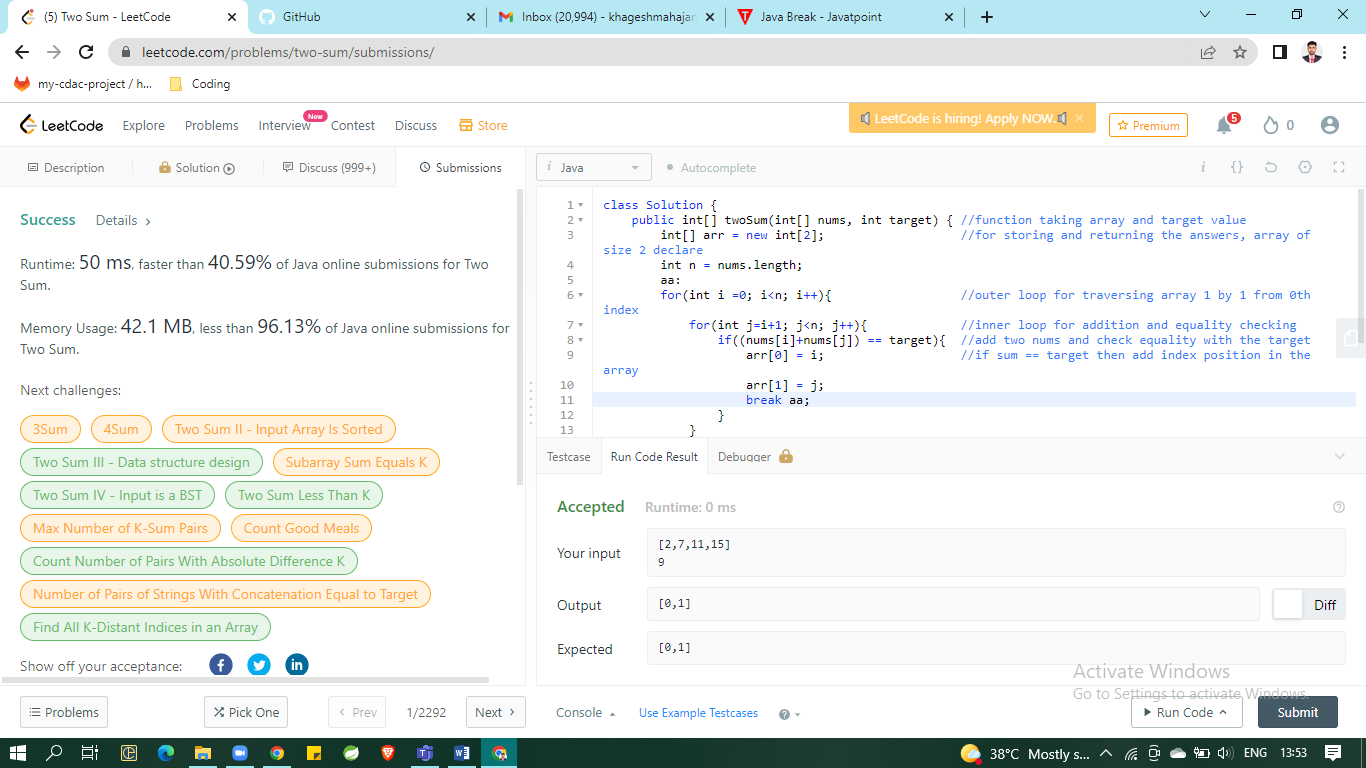 (5) Two Sum - LeetCode
GitHub
Inbox (20,994) - khageshmahajan
Java Break - Javatpoint
leetcode.com/problems/two-sum/submissions/
my-cdac-project / h...
Coding
LeetCode
Explore
Problems
Interview
New
Contest
Discuss
Store
LeetCode is hiring! Apply NOW.
Premium
5
0
Description
Solution
Discuss (999+)
Submissions
i Java
Autocomplete
Success Details >
Runtime: 50 ms, faster than 40.59% of Java online submissions for Two
Sum.
Memory Usage: 42.1 MB, less than 96.13% of Java online submissions for
Two Sum.
Next challenges:
3Sum
4Sum
Two Sum II - Input Array Is Sorted
Two Sum III - Data structure design
Subarray Sum Equals K
Two Sum IV - Input is a BST
Two Sum Less Than K
Max Number of K-Sum Pairs
Count Good Meals
Count Number of Pairs With Absolute Difference K
Number of Pairs of Strings With Concatenation Equal to Target
Find All K-Distant Indices in an Array
Show off your acceptance:
Problems
Pick One
< Prev
1/2292
Next >
1 class Solution {
2 public int[] twoSum(int[] nums, int target) { //function taking array and target value
3 int[] arr = new int[2]; //for storing and returning the answers, array of
size 2 declare
4 int n = nums.length;
5 aa:
6 for(int i =0; i<n; i++){ //outer loop for traversing array 1 by 1 from 0th
index
7 for(int j=i+1; j<n; j++){ //inner loop for addition and equality checking
8 if((nums[i]+nums[j]) == target){ //add two nums and check equality with the target
9 arr[0] = i; //if sum == target then add index position in the
array
10 arr[1] = j;
11 break aa;
12 }
13 }
Testcase
Run Code Result
Debugger
Accepted Runtime: 0 ms
Your input
[2,7,11,15]
9
Output
[0,1]
Diff
Expected
[0,1]
Activate Windows
Go to Settings to activate Windows.
Console
Use Example Testcases
Run Code
Submit
38°C Mostly s...
ENG
13:53